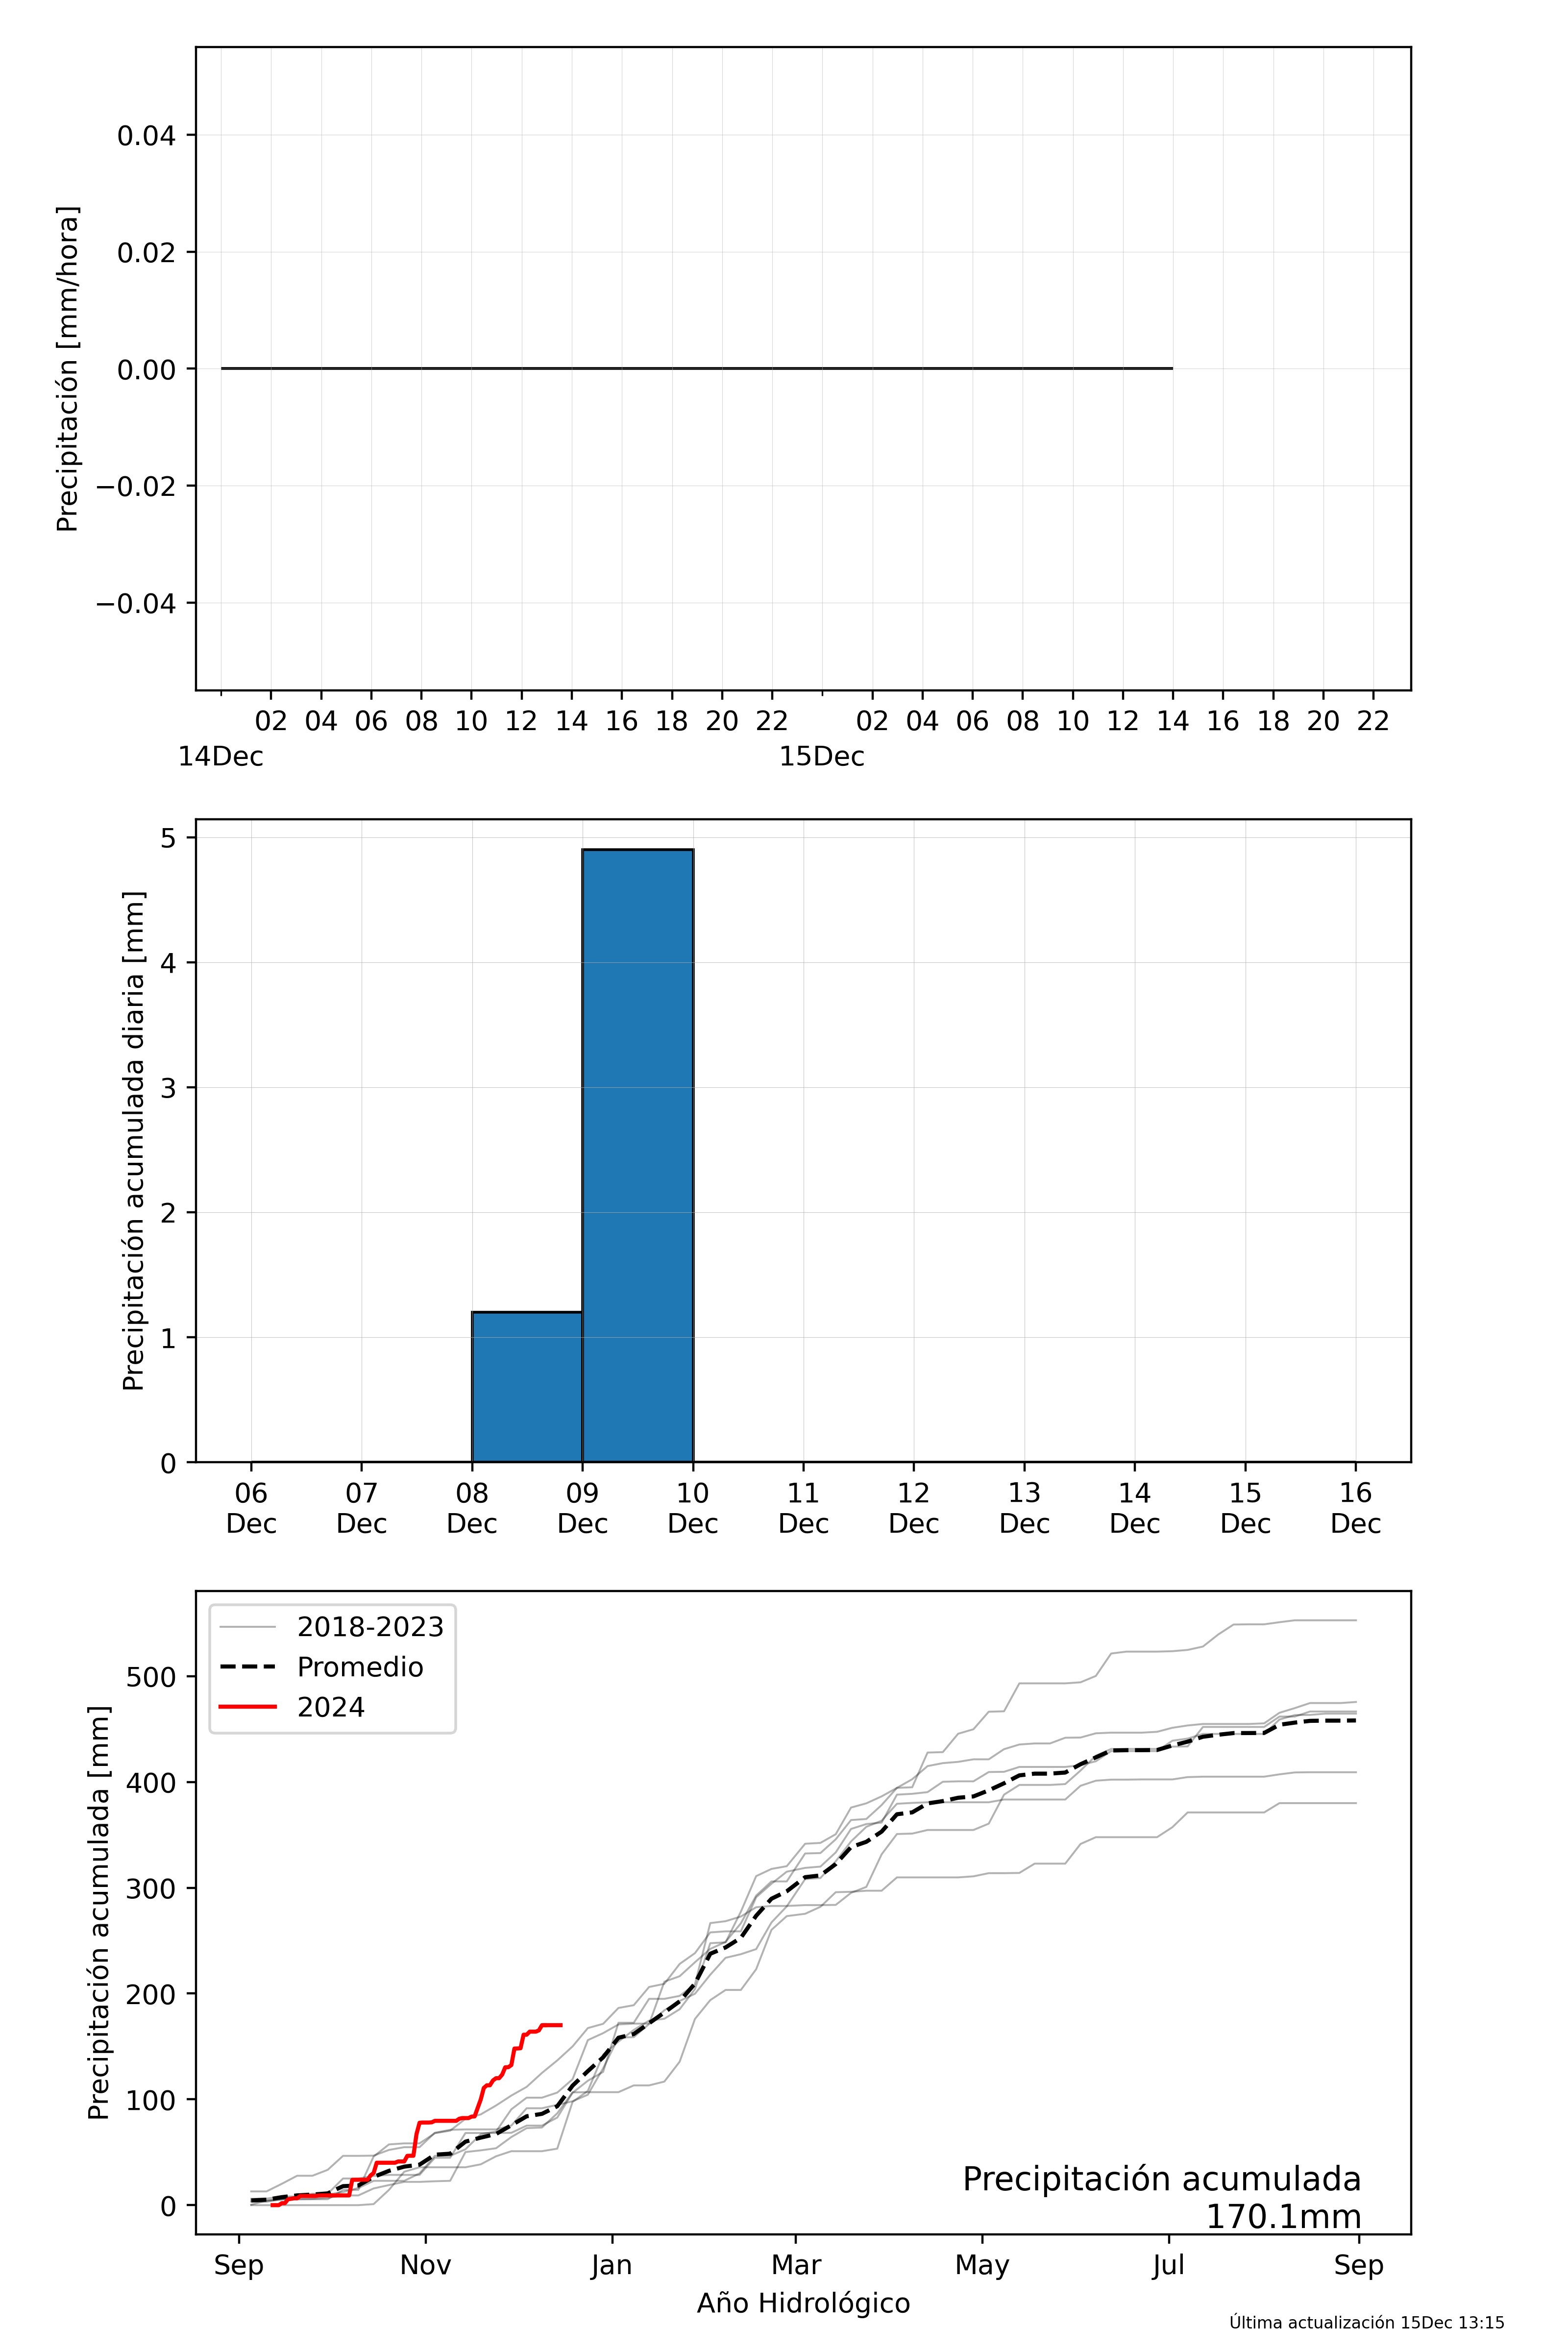 Precipitación [mm/hora]
0.04
0.02
0.00
−0.02
−0.04
02 04 06 08 10 12 14 16 18 20 22 02 04 06 08 10 12 14 16 18 20 22
14Dec 15Dec
Precipitación acumulada diaria [mm]
5
4
3
2
1
0
06 07 08 09 10 11 12 13 14 15 16
Dec Dec Dec Dec Dec Dec Dec Dec Dec Dec Dec
Precipitación acumulada [mm]
500
400
300
200
100
0
2018-2023
Promedio
2024
Precipitación acumulada
170.1mm
Sep Nov Jan Mar May Jul Sep
Año Hidrológico
Última actualización 15Dec 13:15